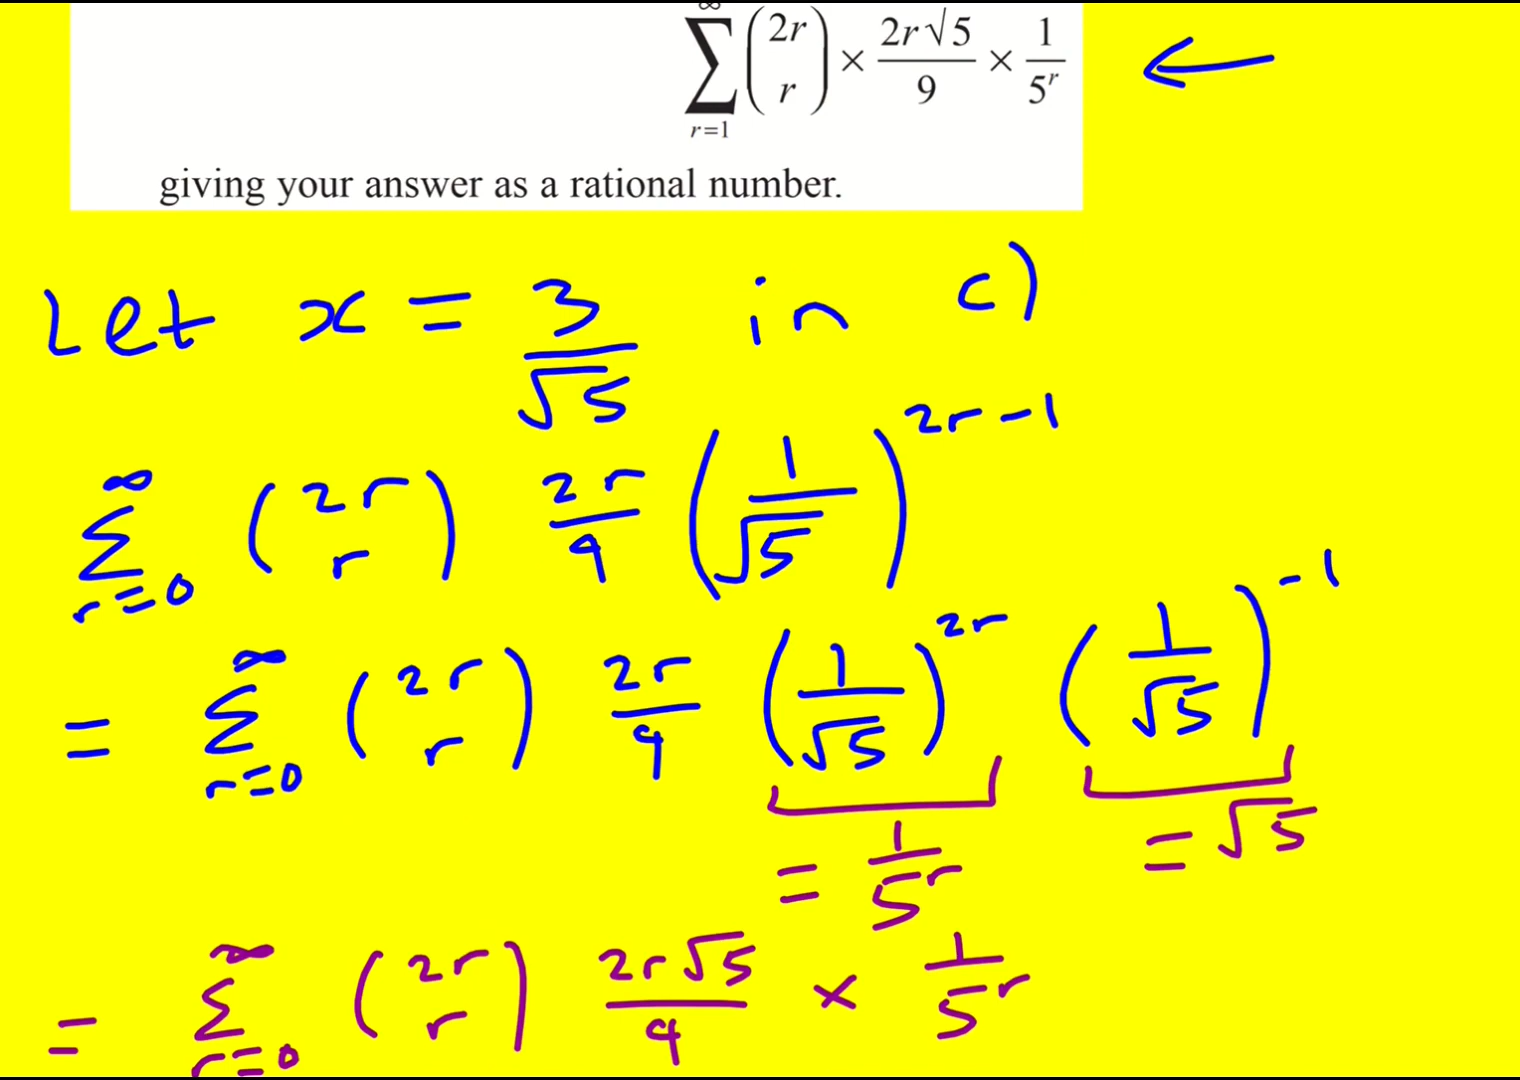 ∞
∑ (2r r) × 2r√5/9 × 1/5^r ←
r=1
giving your answer as a rational number.
Let x = 3/√5 in c)
∞ ∑ r=0 (2r r) 2r/9 (1/√5)^2r-1
= ∞ ∑ r=0 (2r r) 2r/9 (1/√5)^2r (1/√5)^-1
= 1/5^r = √5
= ∞ ∑ r=0 (2r r) 2r√5/9 × 1/5^r